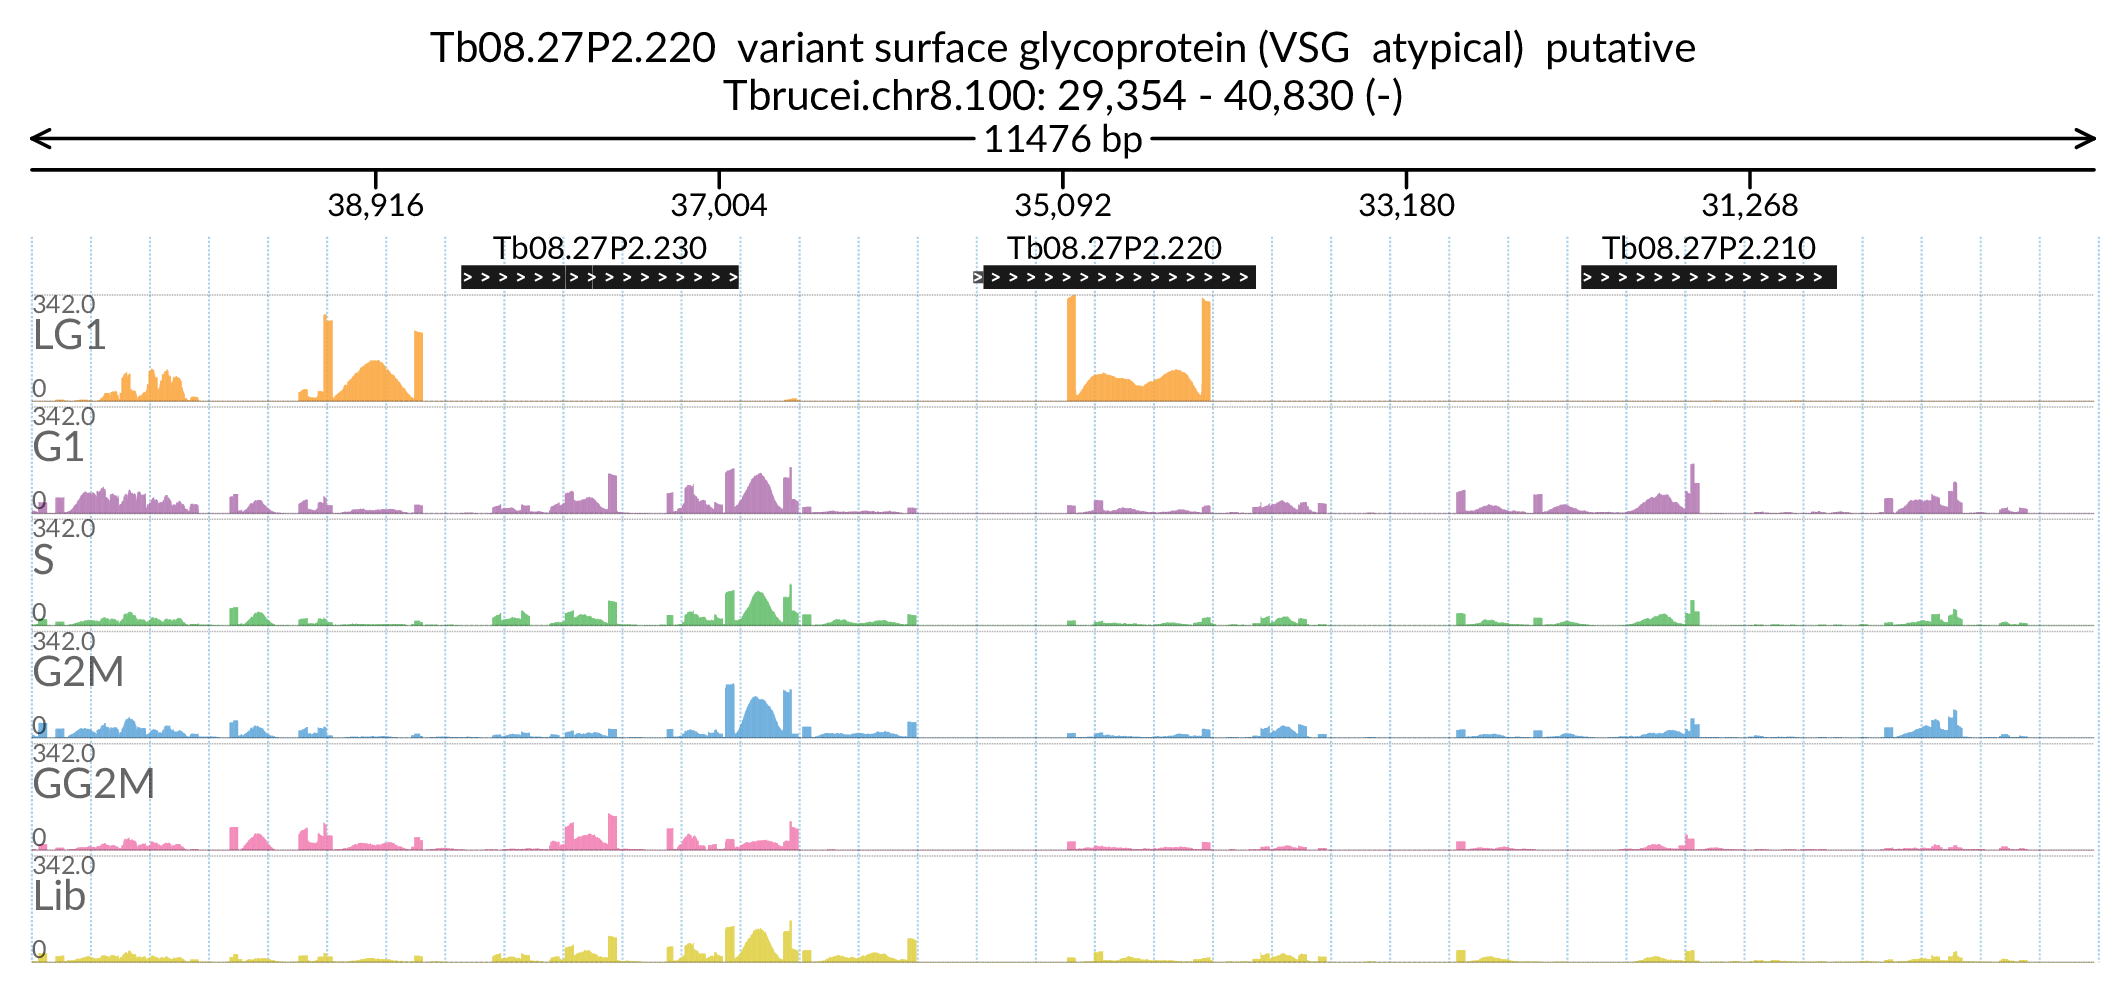 Tb08.27P2.220  variant surface glycoprotein (VSG  atypical)  putative
Tbrucei.chr8.100: 29,354 - 40,830 (-)
11476 bp
38,916 37,004 35,092 33,180 31,268
Tb08.27P2.230 Tb08.27P2.220 Tb08.27P2.210
342.0
LG1
0
342.0
G1
0
342.0
S
0
342.0
G2M
0
342.0
GG2M
0
342.0
Lib
0